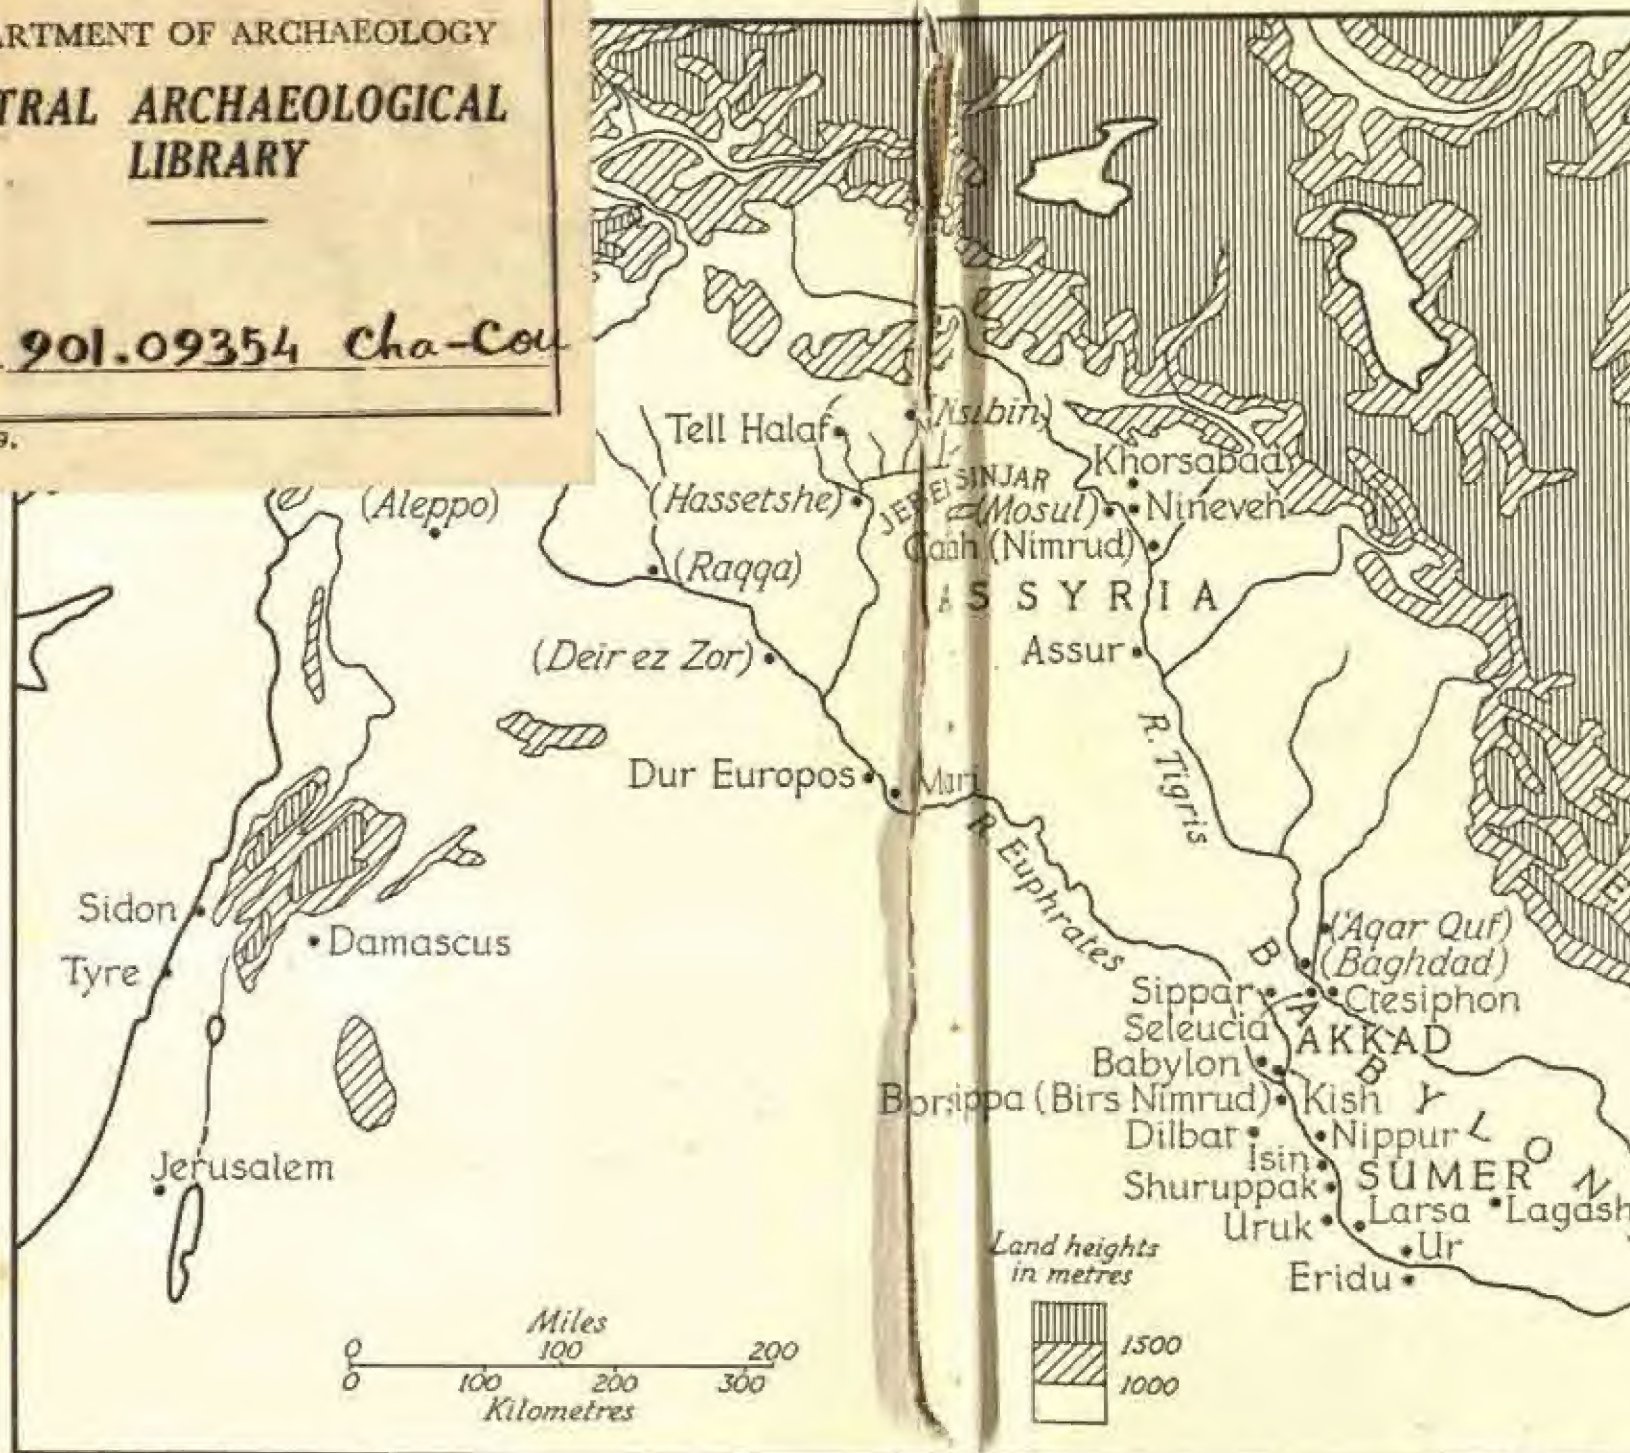 ARTMENT OF ARCHAEOLOGY
TRAL ARCHAEOLOGICAL
LIBRARY
901.09354 Cha-Cou
Tell Halaf
(Aleppo)
(Hassetshe)
JEBEL SINJAR
Khorsabad
(Mosul)
Nineveh
(Nimrud)
(Raqqa)
ASSYRIA
(Deir ez Zor)
Assur
R. Tigris
Dur Europos
Mari
R. Euphrates
Sidon
Damascus
Tyre
('Aqar Quf)
(Baghdad)
Sippar
Ctesiphon
Seleucia
AKKAD
Babylon
BABYLON
Borsippa (Birs Nimrud)
Kish
Dilbat
Nippur
Isin
Jerusalem
SUMER
Shuruppak
Larsa
Lagash
Uruk
Ur
Eridu
Land heights
in metres
1500
1000
Miles
0 100 200
0 100 200 300
Kilometres